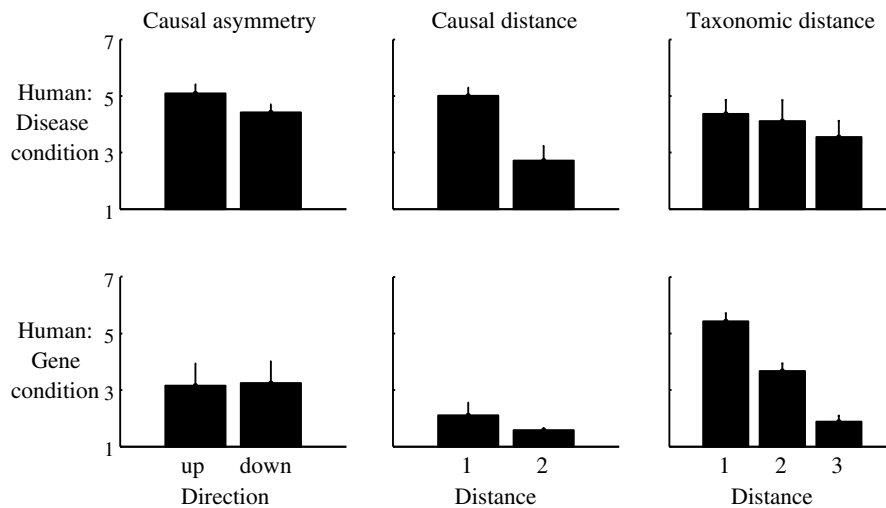 Causal asymmetry
Causal distance
Taxonomic distance
7
5
3
1
Human:
Disease
condition
7
5
3
1
Human:
Gene
condition
up down
1 2
1 2 3
Direction
Distance
Distance